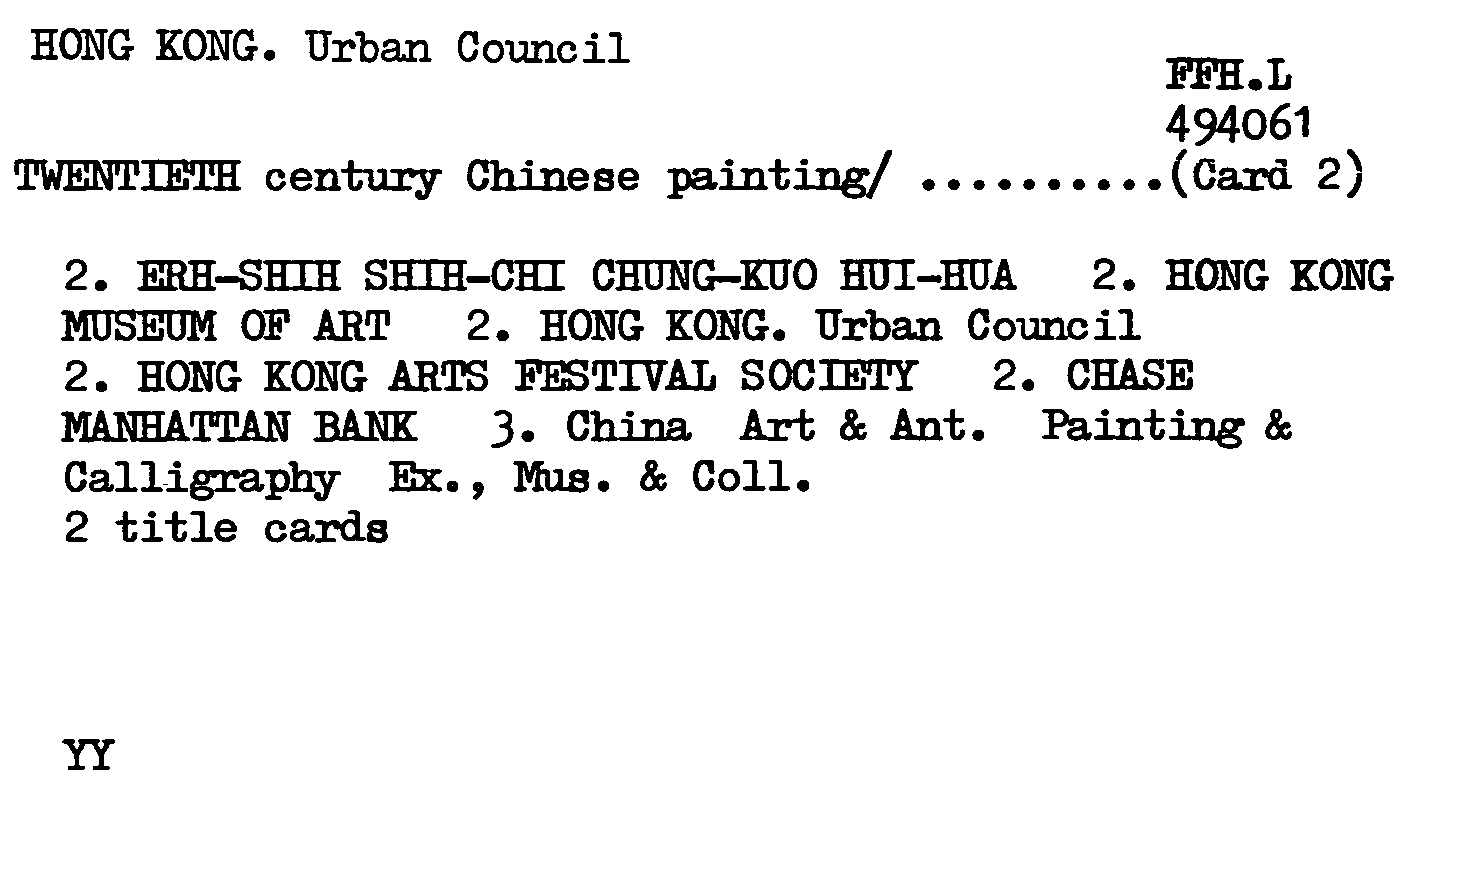 HONG KONG. Urban Council
FFH.L
494061
TWENTIETH century Chinese painting/ ..........(Card 2)
2. ERH-SHIH SHIH-CHI CHUNG-KUO HUI-HUA   2. HONG KONG
MUSEUM OF ART   2. HONG KONG. Urban Council
2. HONG KONG ARTS FESTIVAL SOCIETY   2. CHASE
MANHATTAN BANK   3. China  Art & Ant.  Painting &
Calligraphy  Ex., Mus. & Coll.
2 title cards
YY